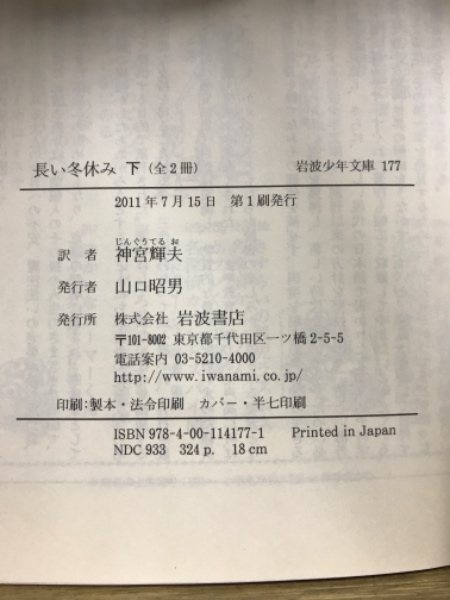 長い冬休み 下 (全2冊) 岩波少年文庫 177
2011年7月15日 第1刷発行
じんぐうてる お
訳 者 神宮輝夫
発行者 山口昭男
発行所 株式会社 岩波書店
〒101-8002 東京都千代田区一ツ橋2-5-5
電話案内 03-5210-4000
http://www.iwanami.co.jp/
印刷:製本・法令印刷 カバー・半七印刷
ISBN 978-4-00-114177-1 Printed in Japan
NDC 933 324 p. 18 cm